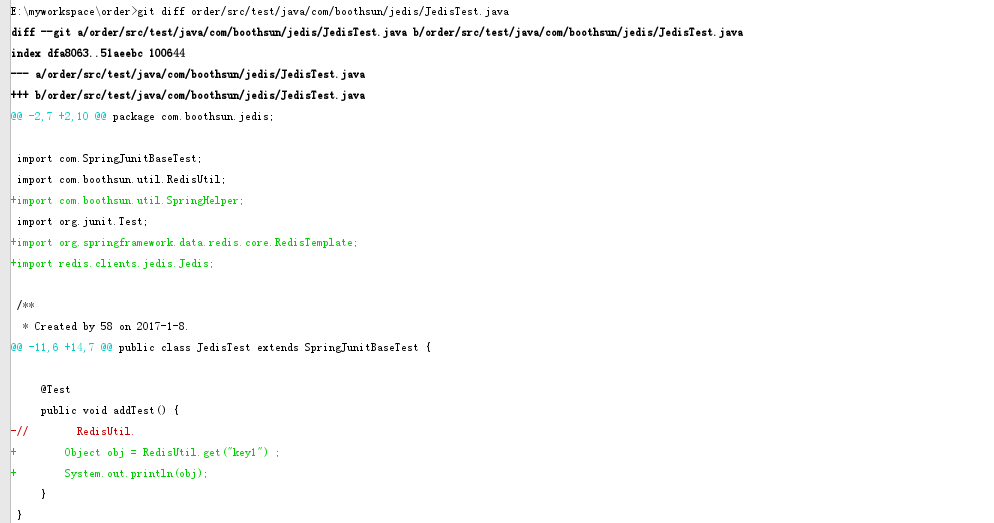 E:\myworkspace\order>git diff order/src/test/java/com/boothsun/jedis/JedisTest.java
diff --git a/order/src/test/java/com/boothsun/jedis/JedisTest.java b/order/src/test/java/com/boothsun/jedis/JedisTest.java
index dfa8063..51aeebc 100644
--- a/order/src/test/java/com/boothsun/jedis/JedisTest.java
+++ b/order/src/test/java/com/boothsun/jedis/JedisTest.java
@@ -2,7 +2,10 @@ package com.boothsun.jedis;
 import com.SpringJunitBaseTest;
 import com.boothsun.util.RedisUtil;
+import com.boothsun.util.SpringHelper;
 import org.junit.Test;
+import org.springframework.data.redis.core.RedisTemplate;
+import redis.clients.jedis.Jedis;
 /**
  * Created by 58 on 2017-1-8.
@@ -11,6 +14,7 @@ public class JedisTest extends SpringJunitBaseTest {
     @Test
     public void addTest() {
-//        RedisUtil.
+        Object obj = RedisUtil.get("key1") ;
+        System.out.println(obj);
     }
 }